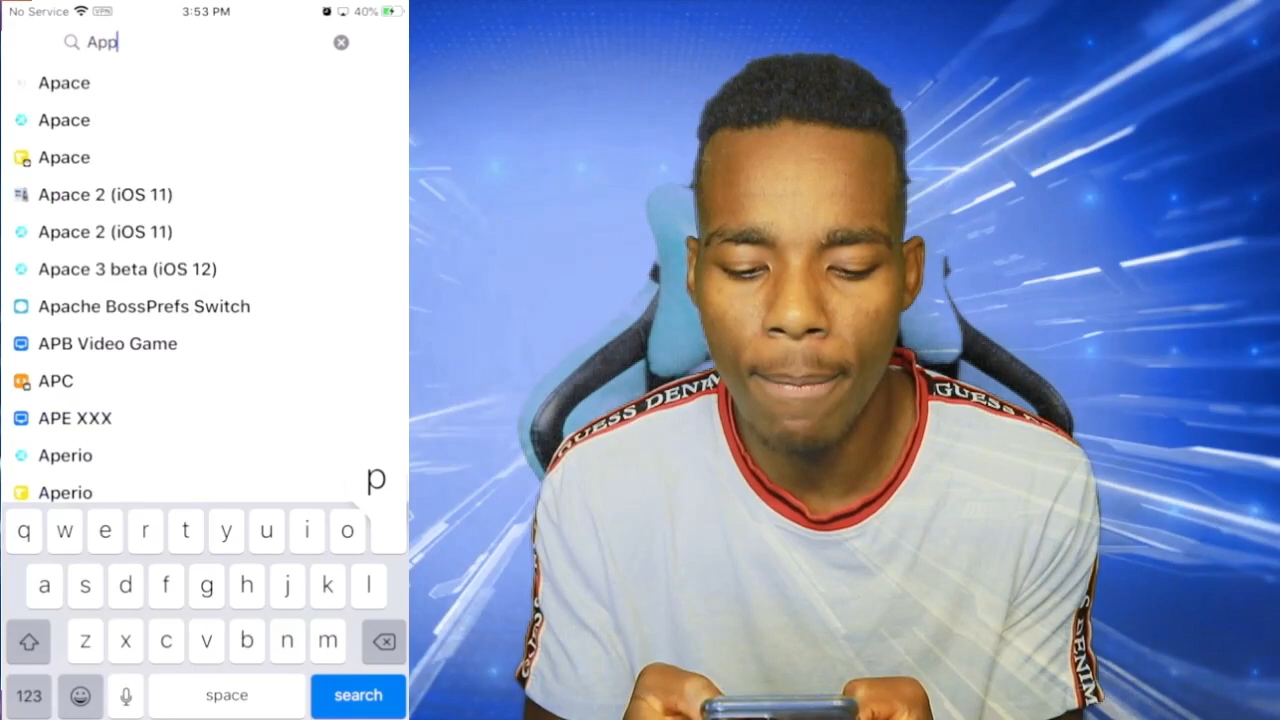 No Service VPN 3:53 PM 40%
App
Apace
Apace
Apace
Apace 2 (iOS 11)
Apace 2 (iOS 11)
Apace 3 beta (iOS 12)
Apache BossPrefs Switch
APB Video Game
APC
APE XXX
Aperio
Aperio
p
q w e r t y u i o
a s d f g h j k l
z x c v b n m
123 space search
GUESS DENIM
GUESS DE
DENIM